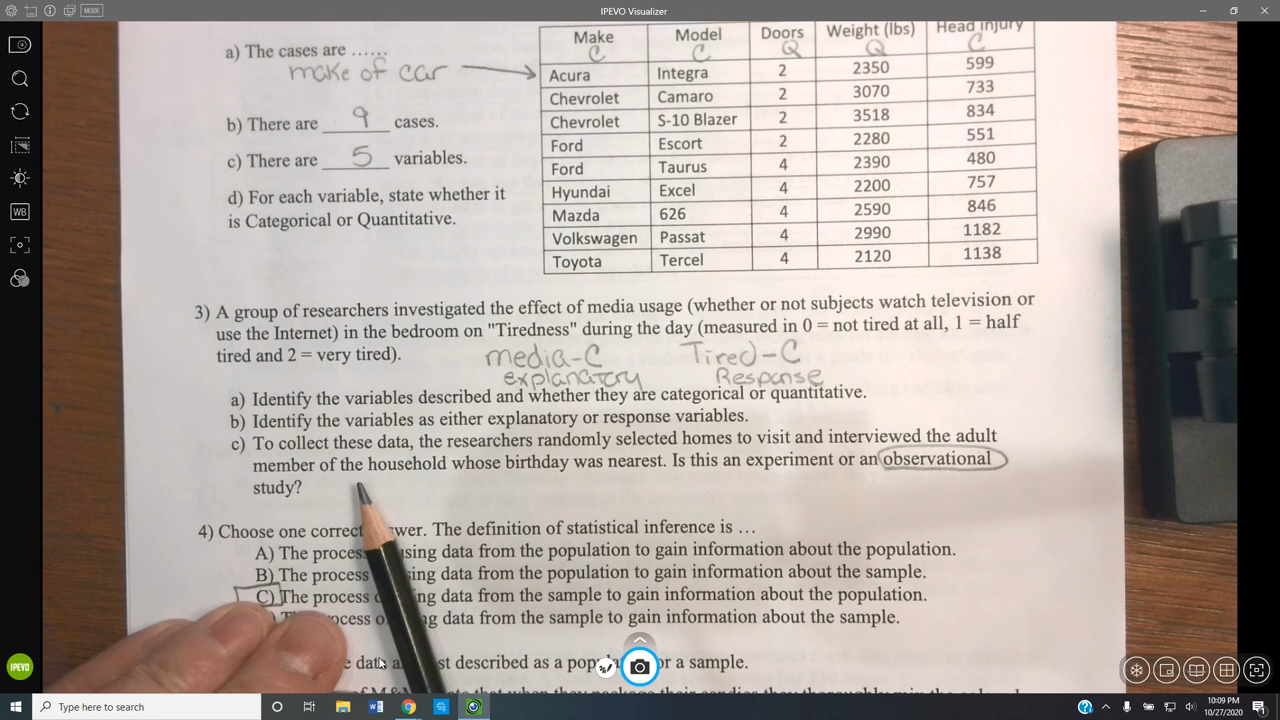 IPEVO Visualizer
MODE
a) The cases are ......
make of car
b) There are 9 cases.
c) There are 5 variables.
d) For each variable, state whether it
is Categorical or Quantitative.
Make Model Doors Weight (lbs) Head injury
C C Q Q C
Acura Integra 2 2350 599
Chevrolet Camaro 2 3070 733
Chevrolet S-10 Blazer 2 3518 834
Ford Escort 2 2280 551
Ford Taurus 4 2390 480
Hyundai Excel 4 2200 757
Mazda 626 4 2590 846
Volkswagen Passat 4 2990 1182
Toyota Tercel 4 2120 1138
3) A group of researchers investigated the effect of media usage (whether or not subjects watch television or
use the Internet) in the bedroom on "Tiredness" during the day (measured in 0 = not tired at all, 1 = half
tired and 2 = very tired).
media-C Tired-C
explanatory Response
a) Identify the variables described and whether they are categorical or quantitative.
b) Identify the variables as either explanatory or response variables.
c) To collect these data, the researchers randomly selected homes to visit and interviewed the adult
member of the household whose birthday was nearest. Is this an experiment or an observational
study?
4) Choose one correct answer. The definition of statistical inference is ...
A) The process using data from the population to gain information about the population.
B) The process using data from the population to gain information about the sample.
C) The process using data from the sample to gain information about the population.
process of using data from the sample to gain information about the sample.
data described as a or a sample.
WB
IPEVO
Type here to search
10:09 PM
10/27/2020